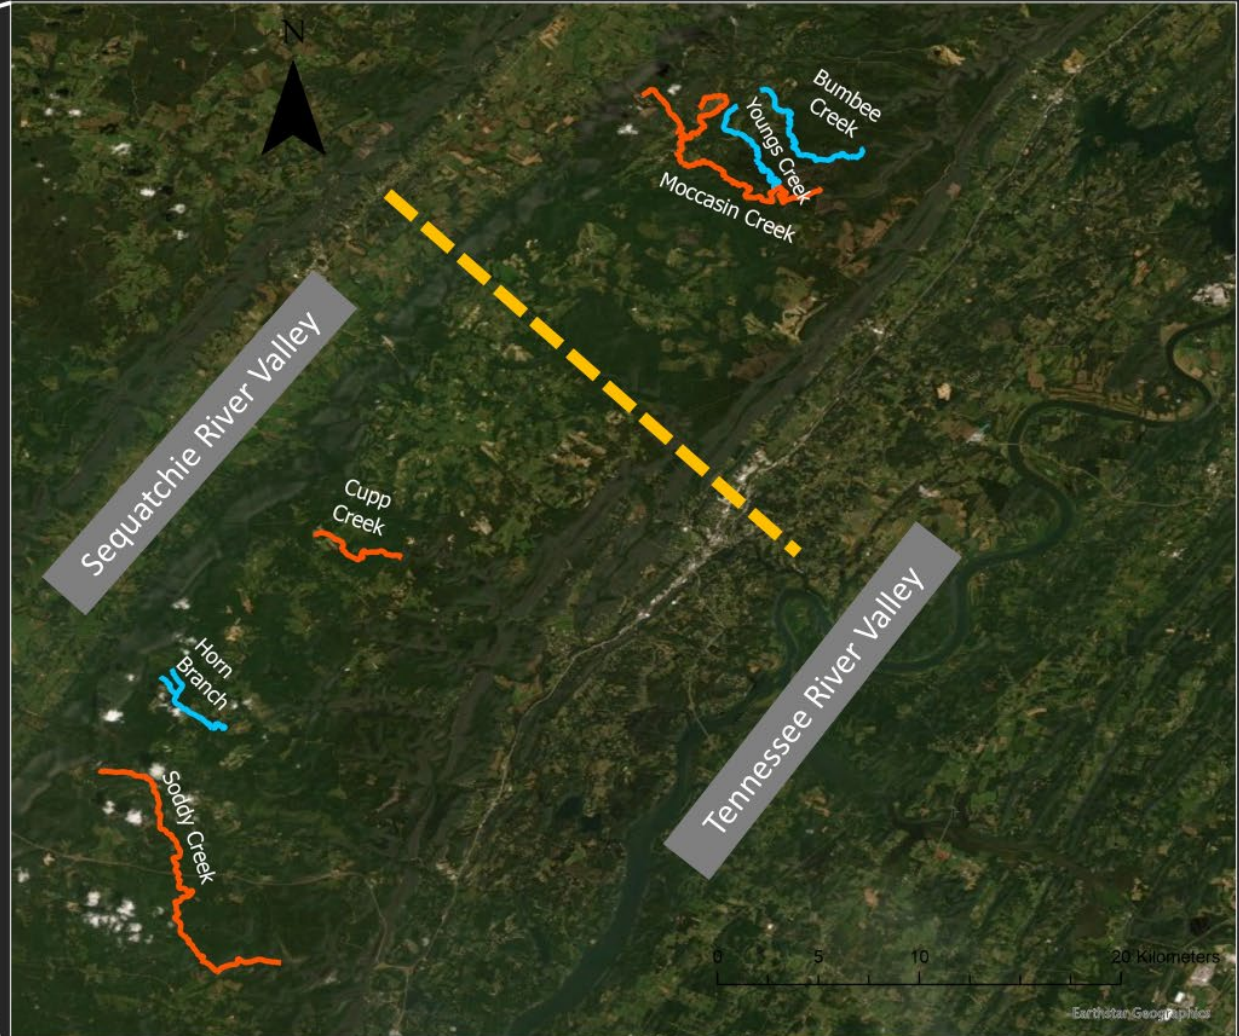 N
Bumbee
Creek
Youngs Creek
Moccasin Creek
Sequatchie River Valley
Cupp
Creek
Horn
Branch
Soddy Creek
Tennessee River Valley
0 5 10 20 Kilometers
Earthstar Geographics